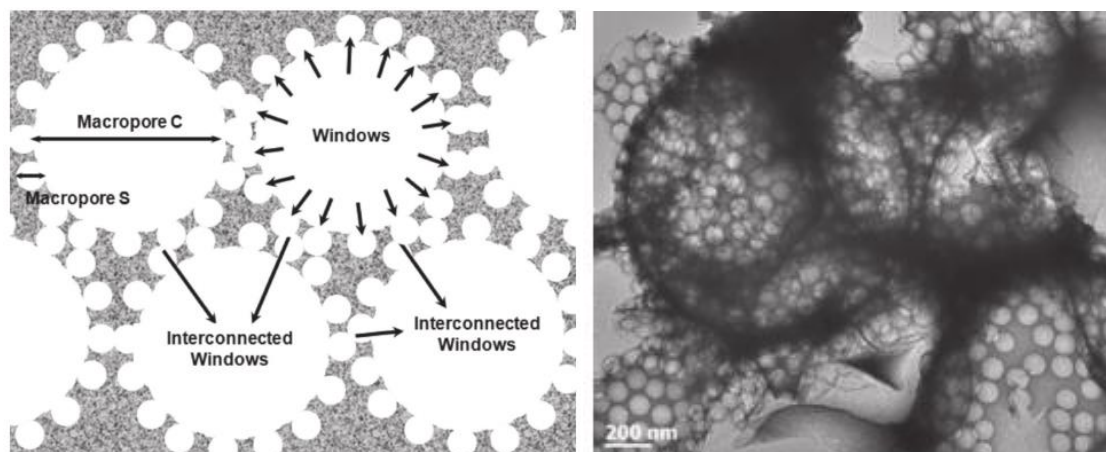 Macropore C
Windows
Macropore S
Interconnected
Windows
Interconnected
Windows
200 nm